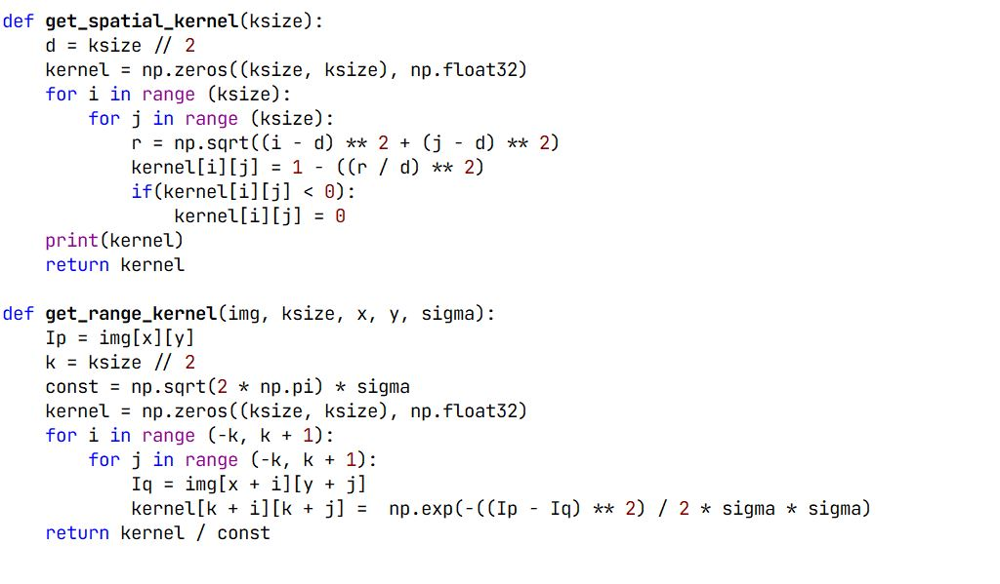 def get_spatial_kernel(ksize):
    d = ksize // 2
    kernel = np.zeros((ksize, ksize), np.float32)
    for i in range (ksize):
        for j in range (ksize):
            r = np.sqrt((i - d) ** 2 + (j - d) ** 2)
            kernel[i][j] = 1 - ((r / d) ** 2)
            if(kernel[i][j] < 0):
                kernel[i][j] = 0
    print(kernel)
    return kernel

def get_range_kernel(img, ksize, x, y, sigma):
    Ip = img[x][y]
    k = ksize // 2
    const = np.sqrt(2 * np.pi) * sigma
    kernel = np.zeros((ksize, ksize), np.float32)
    for i in range (-k, k + 1):
        for j in range (-k, k + 1):
            Iq = img[x + i][y + j]
            kernel[k + i][k + j] =  np.exp(-((Ip - Iq) ** 2) / 2 * sigma * sigma)
    return kernel / const